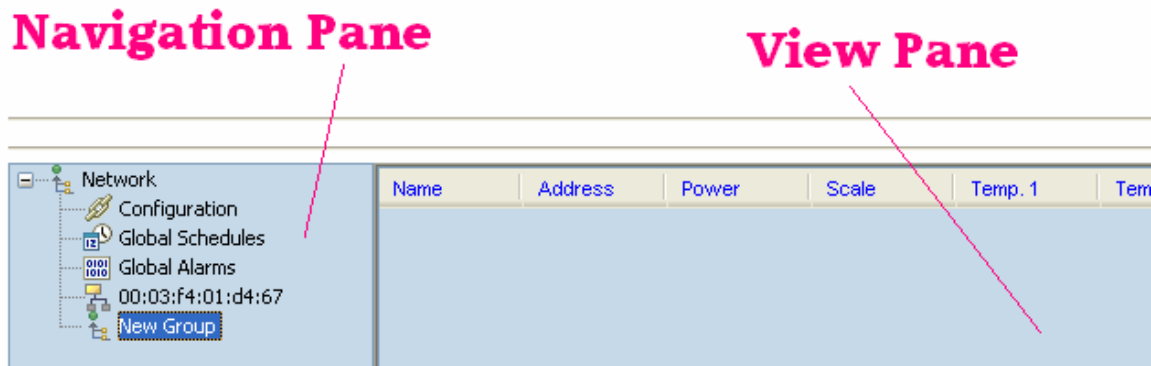 Navigation Pane
View Pane
Network
Configuration
Global Schedules
Global Alarms
00:03:f4:01:d4:67
New Group
Name Address Power Scale Temp. 1 Tem